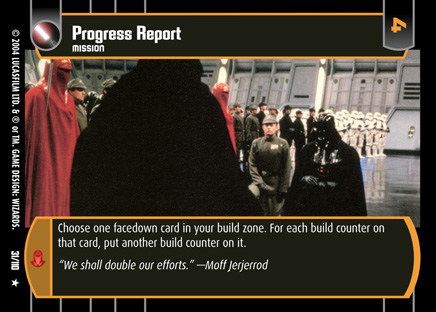 Progress Report
MISSION
4
© 2004 LUCASFILM LTD. & ® or TM. GAME DESIGN: WIZARDS.
Choose one facedown card in your build zone. For each build counter on
that card, put another build counter on it.
“We shall double our efforts.” —Moff Jerjerrod
31/110